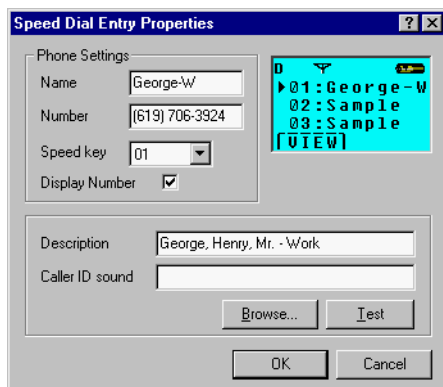 Speed Dial Entry Properties
Phone Settings
Name George-W
Number (619) 706-3924
Speed key 01
Display Number
D
01:George-W
02:Sample
03:Sample
VIEW
Description George, Henry, Mr. - Work
Caller ID sound
Browse... Test
OK Cancel